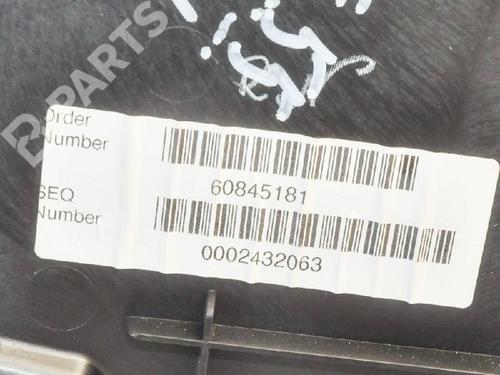 B-PARTS
Order
Number
60845181
SEQ
Number
0002432063